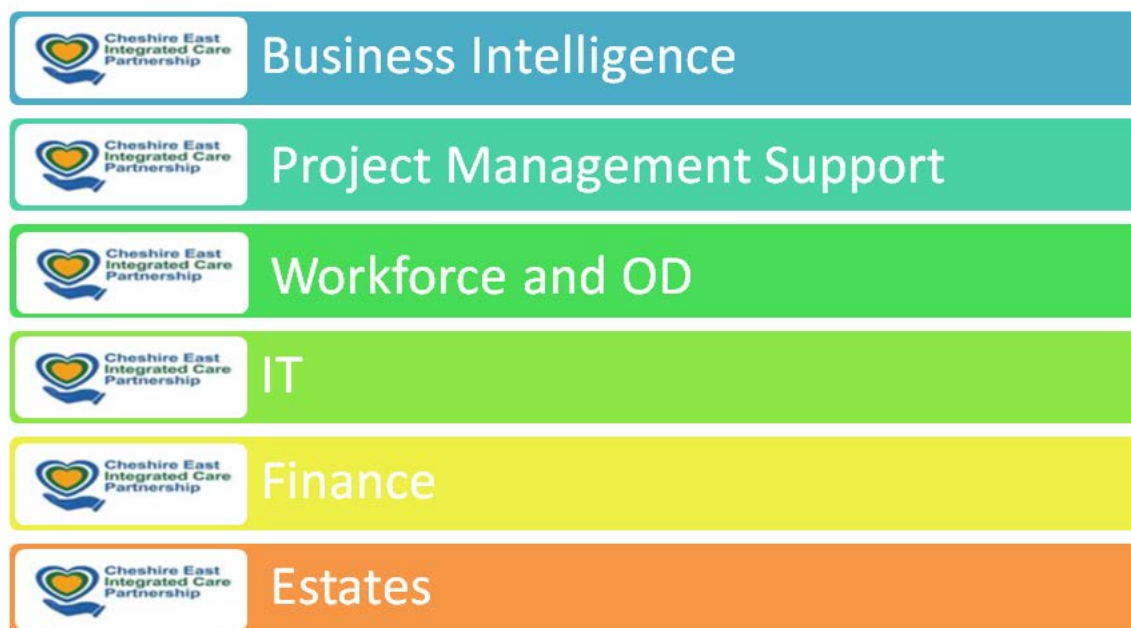 Cheshire East
Integrated Care
Partnership
Business Intelligence
Cheshire East
Integrated Care
Partnership
Project Management Support
Cheshire East
Integrated Care
Partnership
Workforce and OD
Cheshire East
Integrated Care
Partnership
IT
Cheshire East
Integrated Care
Partnership
Finance
Cheshire East
Integrated Care
Partnership
Estates